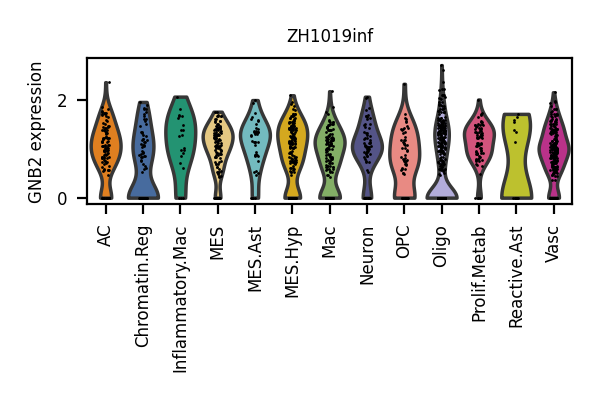 ZH1019inf
GNB2 expression
2
0
AC
Chromatin.Reg
Inflammatory.Mac
MES
MES.Ast
MES.Hyp
Mac
Neuron
OPC
Oligo
Prolif.Metab
Reactive.Ast
Vasc